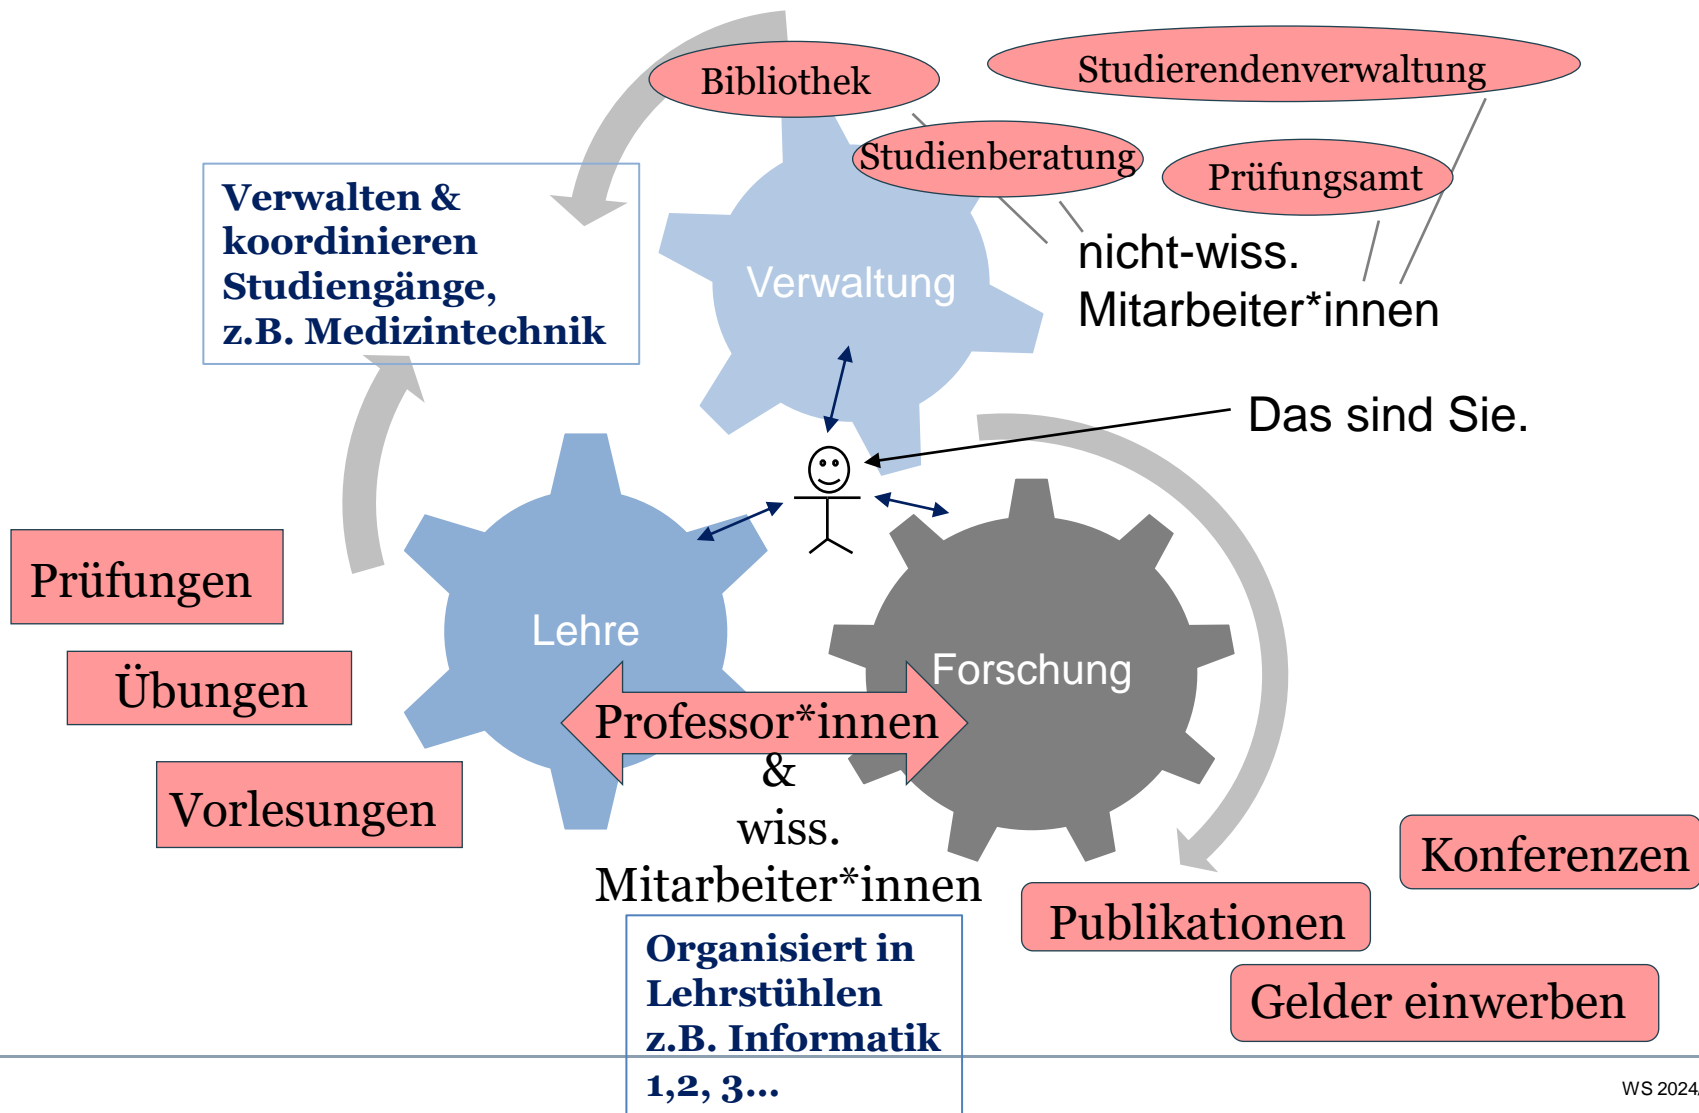 Bibliothek
Studierendenverwaltung
Studienberatung
Prüfungsamt
Verwalten &
koordinieren
Studiengänge,
z.B. Medizintechnik
Verwaltung
nicht-wiss.
Mitarbeiter*innen
Das sind Sie.
Prüfungen
Übungen
Vorlesungen
Lehre
Forschung
Professor*innen
&
wiss.
Mitarbeiter*innen
Organisiert in
Lehrstühlen
z.B. Informatik
1,2, 3...
Konferenzen
Publikationen
Gelder einwerben
WS 2024/